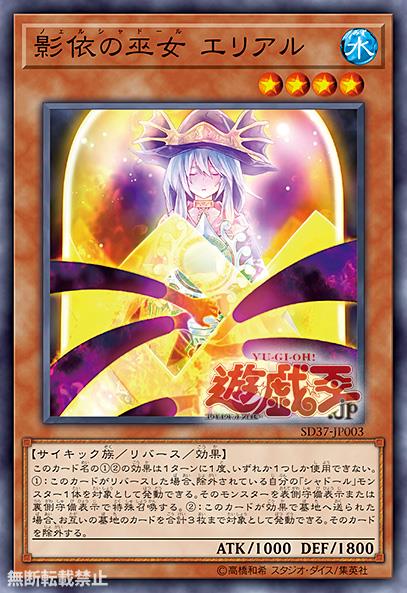 ノェルシャドール
影依の巫女 エリアル
水
YU-GI-OH!
遊戯王.jp
SD37-JP003
【サイキック族／リバース／効果】
このカード名の①②の効果は1ターンに1度、いずれか1つしか使用できない。
①：このカードがリバースした場合、除外されている自分の「シャドール」モン
スター1体を対象として発動できる。そのモンスターを表側守備表示または
裏側守備表示で特殊召喚する。②：このカードが効果で墓地へ送られた
場合、お互いの墓地のカードを合計3枚まで対象として発動できる。そのカード
を除外する。
ATK/1000 DEF/1800
無断転載禁止
©高橋和希 スタジオ・ダイス/集英社